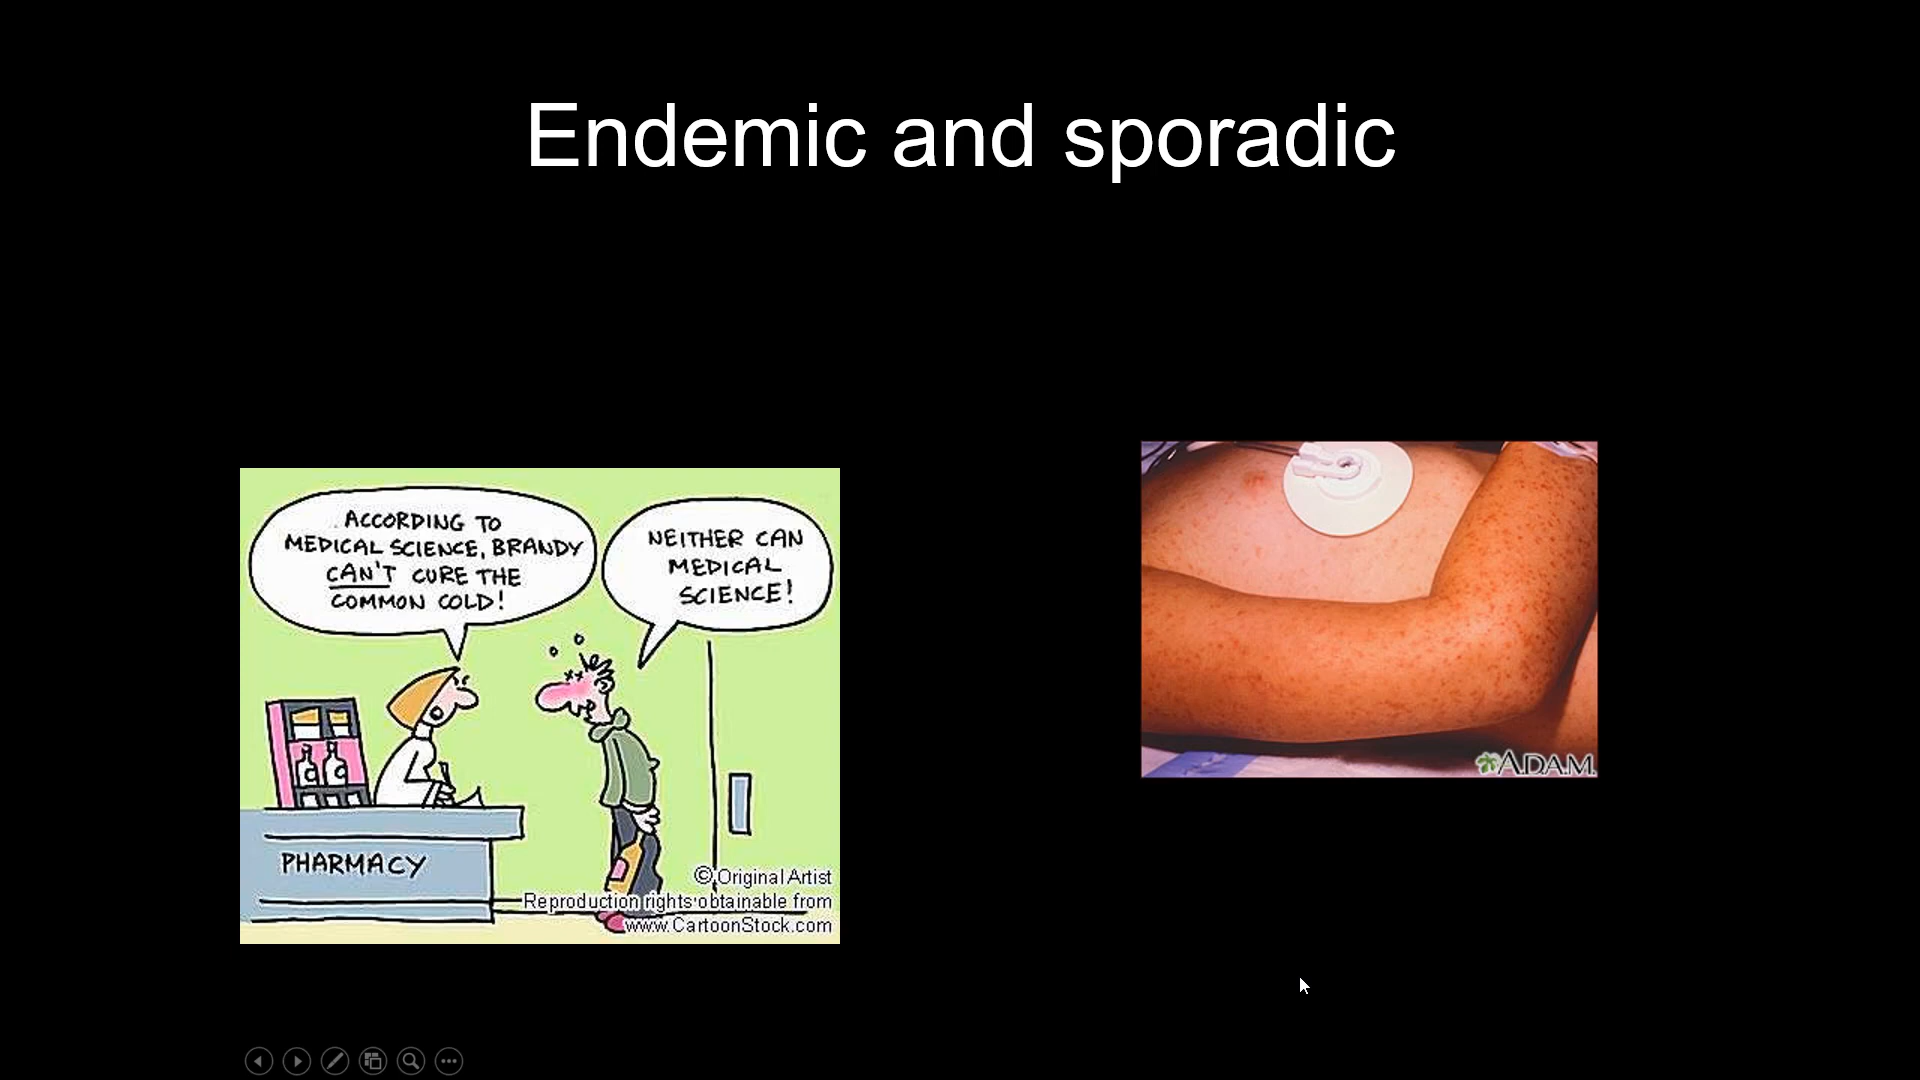 Endemic and sporadic
ACCORDING TO
MEDICAL SCIENCE, BRANDY
CAN'T CURE THE
COMMON COLD!
NEITHER CAN
MEDICAL
SCIENCE!
PHARMACY
© Original Artist
Reproduction rights obtainable from
www.CartoonStock.com
A.D.A.M.